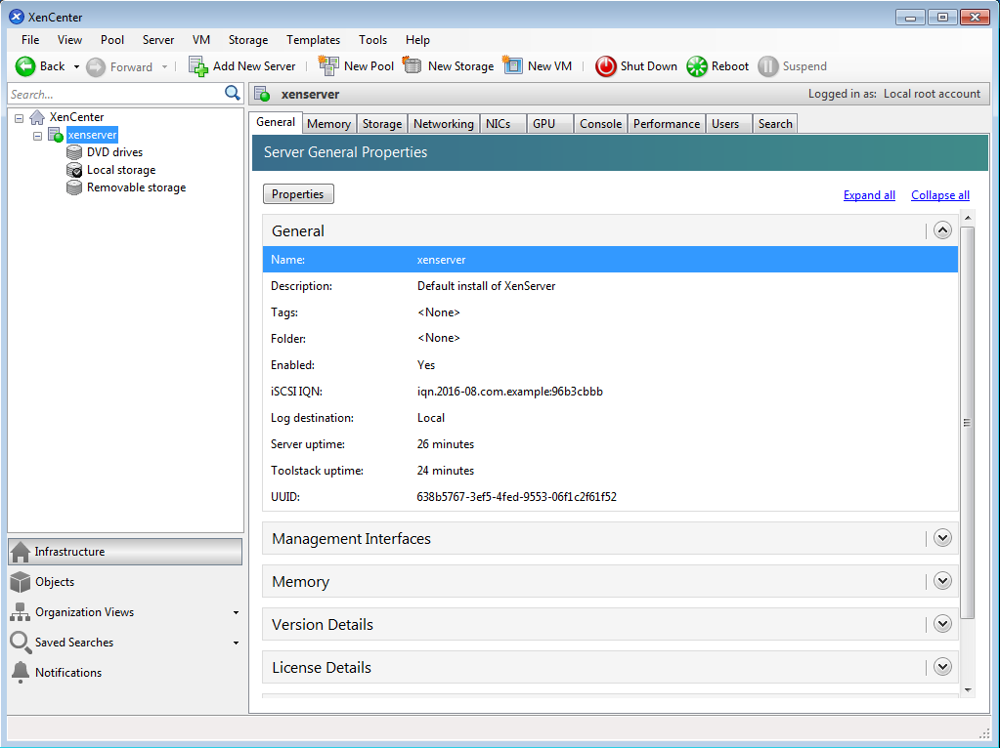 XenCenter
File View Pool Server VM Storage Templates Tools Help
Back Forward Add New Server New Pool New Storage New VM Shut Down Reboot Suspend
Search...
xenserver Logged in as: Local root account
XenCenter
xenserver
DVD drives
Local storage
Removable storage
Infrastructure
Objects
Organization Views
Saved Searches
Notifications
General Memory Storage Networking NICs GPU Console Performance Users Search
Server General Properties
Properties Expand all Collapse all
General
Name: xenserver
Description: Default install of XenServer
Tags: <None>
Folder: <None>
Enabled: Yes
iSCSI IQN: iqn.2016-08.com.example:96b3cbbb
Log destination: Local
Server uptime: 26 minutes
Toolstack uptime: 24 minutes
UUID: 638b5767-3ef5-4fed-9553-06f1c2f61f52
Management Interfaces
Memory
Version Details
License Details